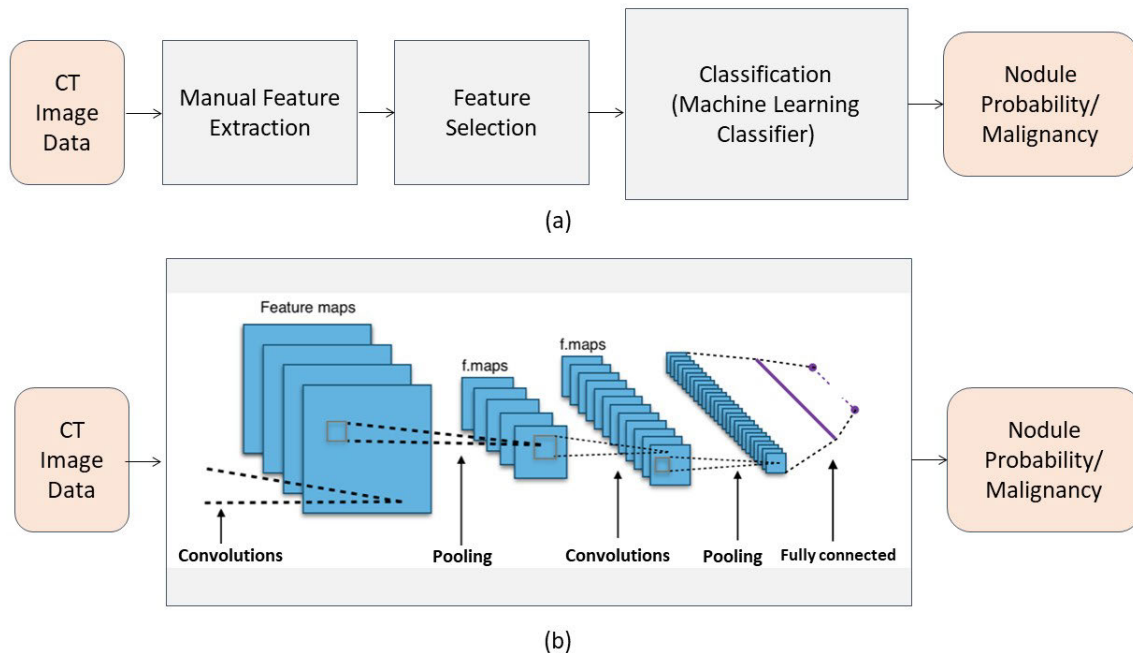 CT
Image
Data
Manual Feature
Extraction
Feature
Selection
Classification
(Machine Learning
Classifier)
Nodule
Probability/
Malignancy
(a)
CT
Image
Data
Feature maps
f.maps
f.maps
Convolutions
Pooling
Convolutions
Pooling
Fully connected
Nodule
Probability/
Malignancy
(b)